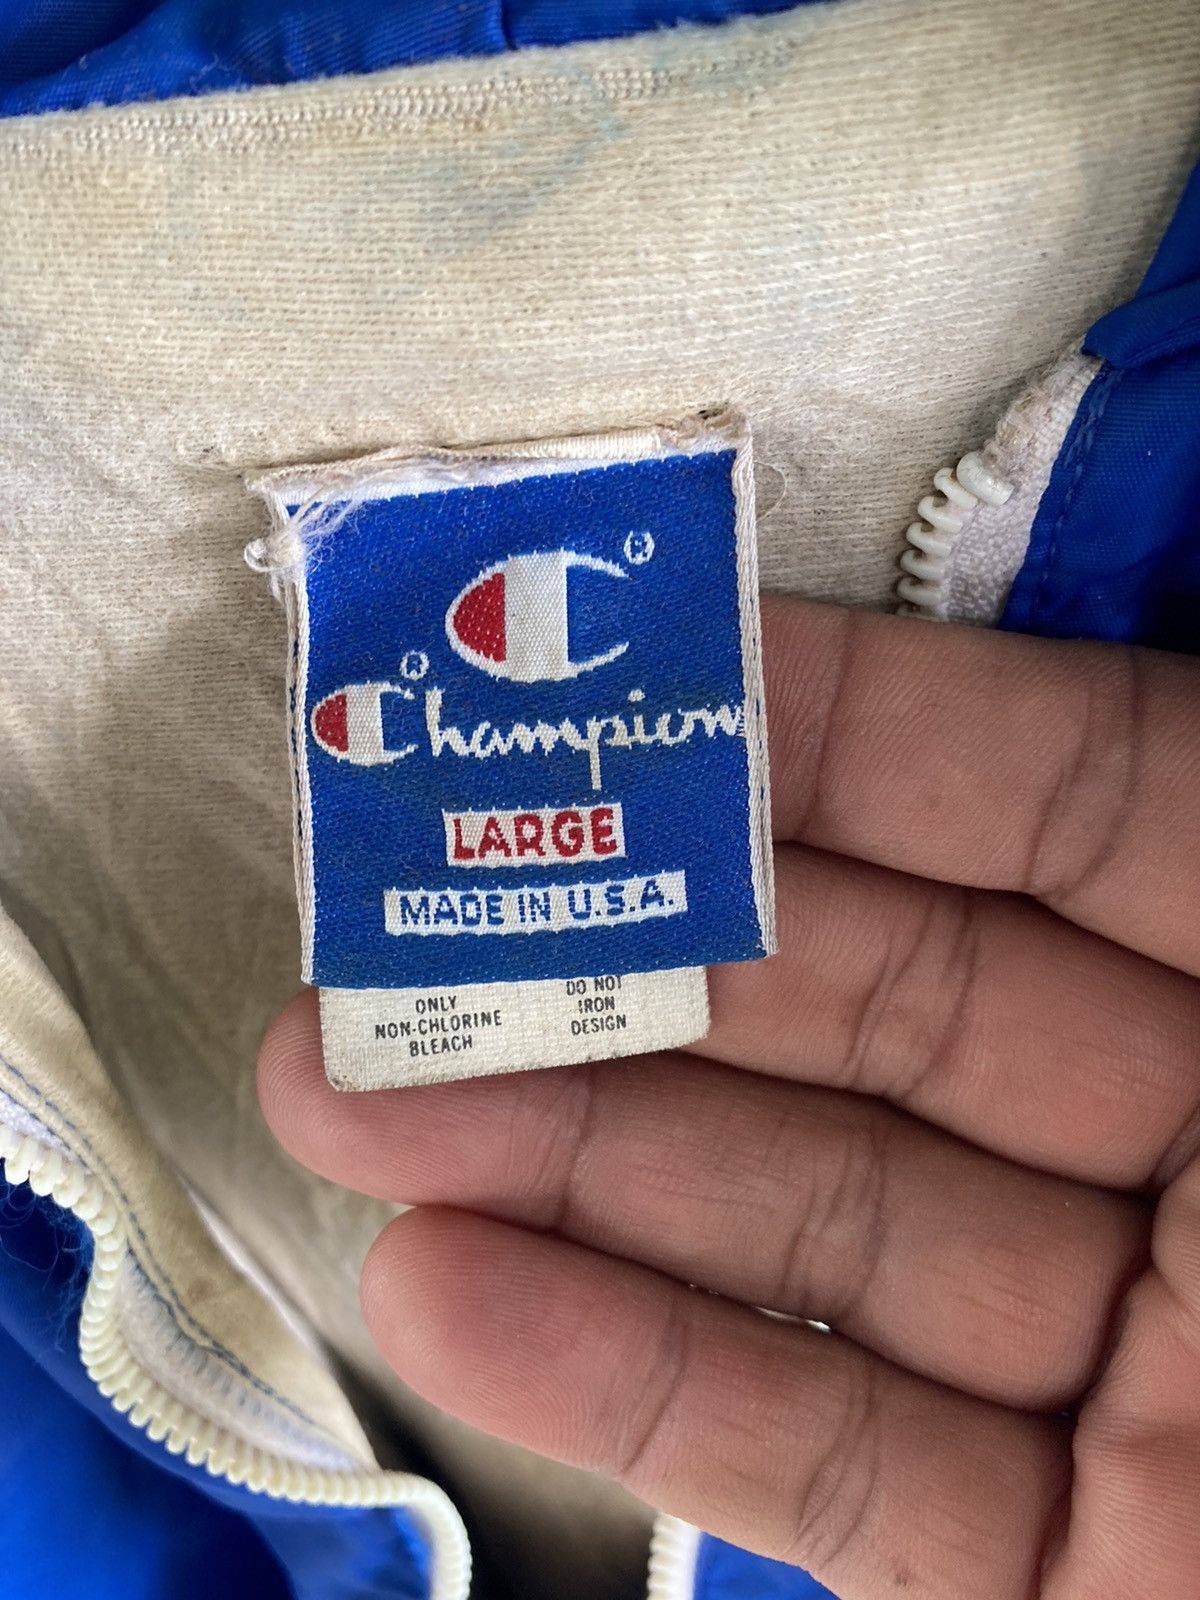 C®
Champion®
LARGE
MADE IN U.S.A.
ONLY
NON-CHLORINE
BLEACH
DO NOT
IRON
DESIGN